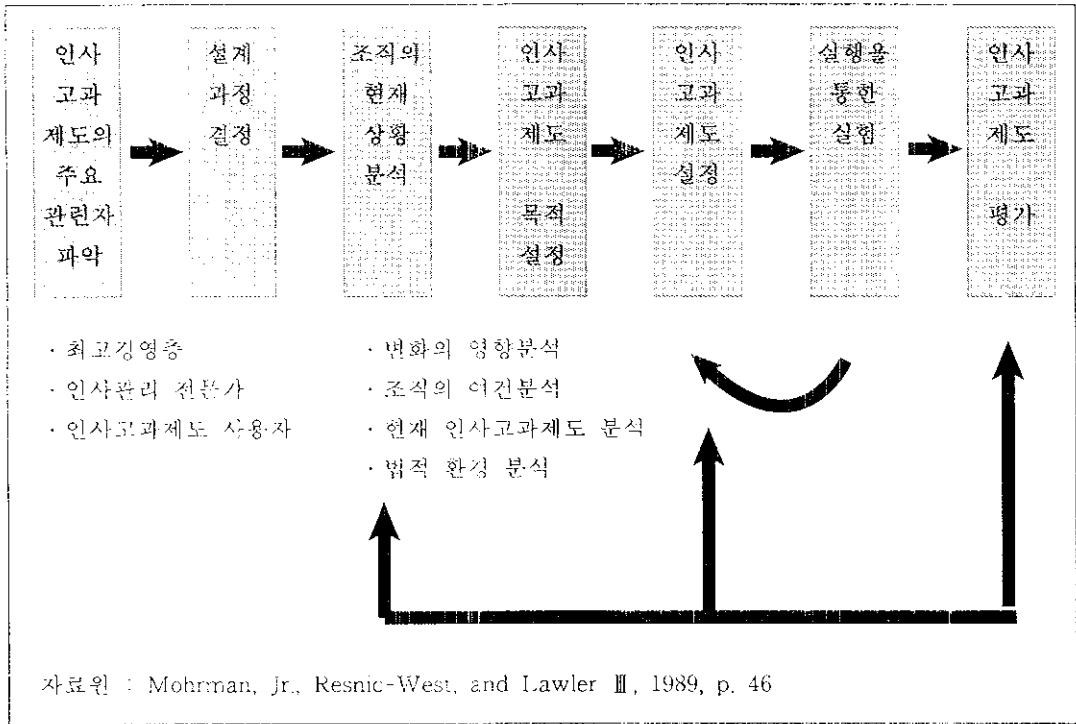 인사
고과
제도의
주요
관련자
파악
설계
과정
결정
조직의
현재
상황
분석
인사
고과
제도
목적
설정
인사
고과
제도
설정
실행을
통한
실험
인사
고과
제도
평가
· 최고경영층
· 인사관리 전문가
· 인사고과제도 사용자
· 변화의 영향분석
· 조직의 여건분석
· 현재 인사고과제도 분석
· 법적 환경 분석
자료원 : Mohrman, Jr., Resnic-West, and Lawler Ⅲ, 1989, p. 46